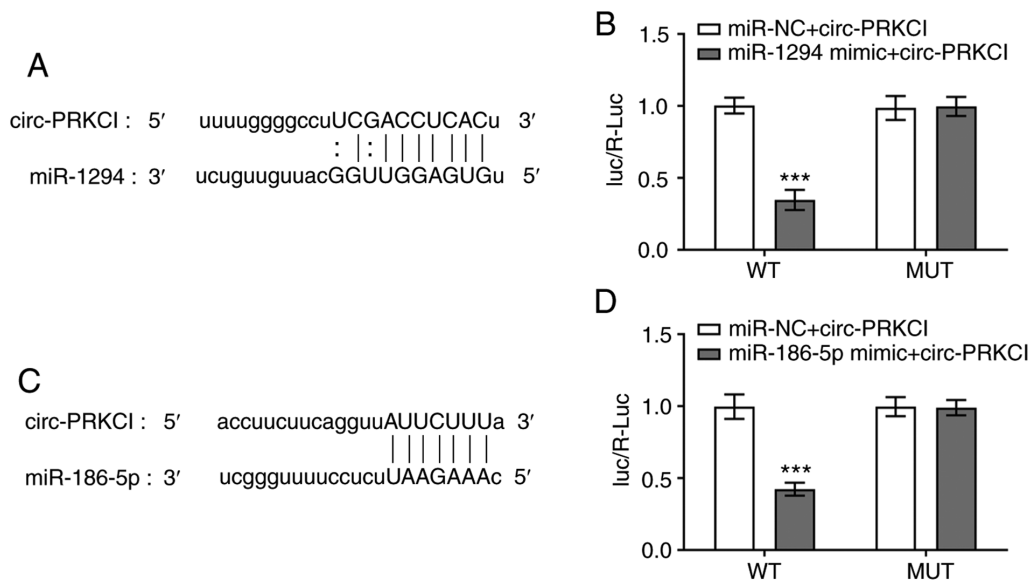 A
circ-PRKCI : 5′ uuuuggggccuUCGACCUCACu 3′
: | : | | | | | | |
miR-1294 : 3′ ucuguuguuacGGUUGGAGUGu 5′
B
miR-NC+circ-PRKCI
miR-1294 mimic+circ-PRKCI
luc/R-Luc
1.5
1.0
0.5
0.0
***
WT MUT
C
circ-PRKCI : 5′ accuucuucagguuAUUCUUUa 3′
| | | | | | |
miR-186-5p : 3′ ucggguuuuccucuUAAGAAAc 5′
D
miR-NC+circ-PRKCI
miR-186-5p mimic+circ-PRKCI
luc/R-Luc
1.5
1.0
0.5
0.0
***
WT MUT